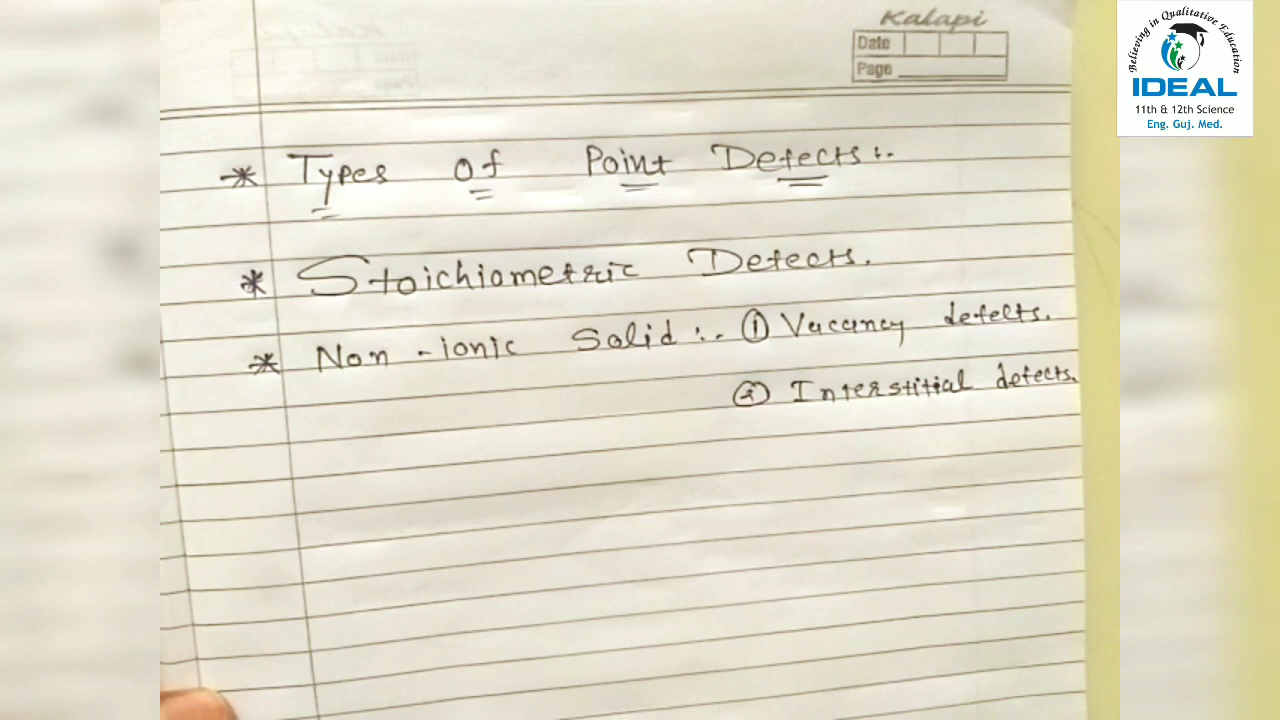 Kalapi
Date
Page
Believing in Qualitative Education
IDEAL
11th & 12th Science
Eng. Guj. Med.
* Types of Point Defects :-
* Stoichiometric Defects.
* Non-ionic Solid :- ① Vacancy defects.
② Interstitial defects.